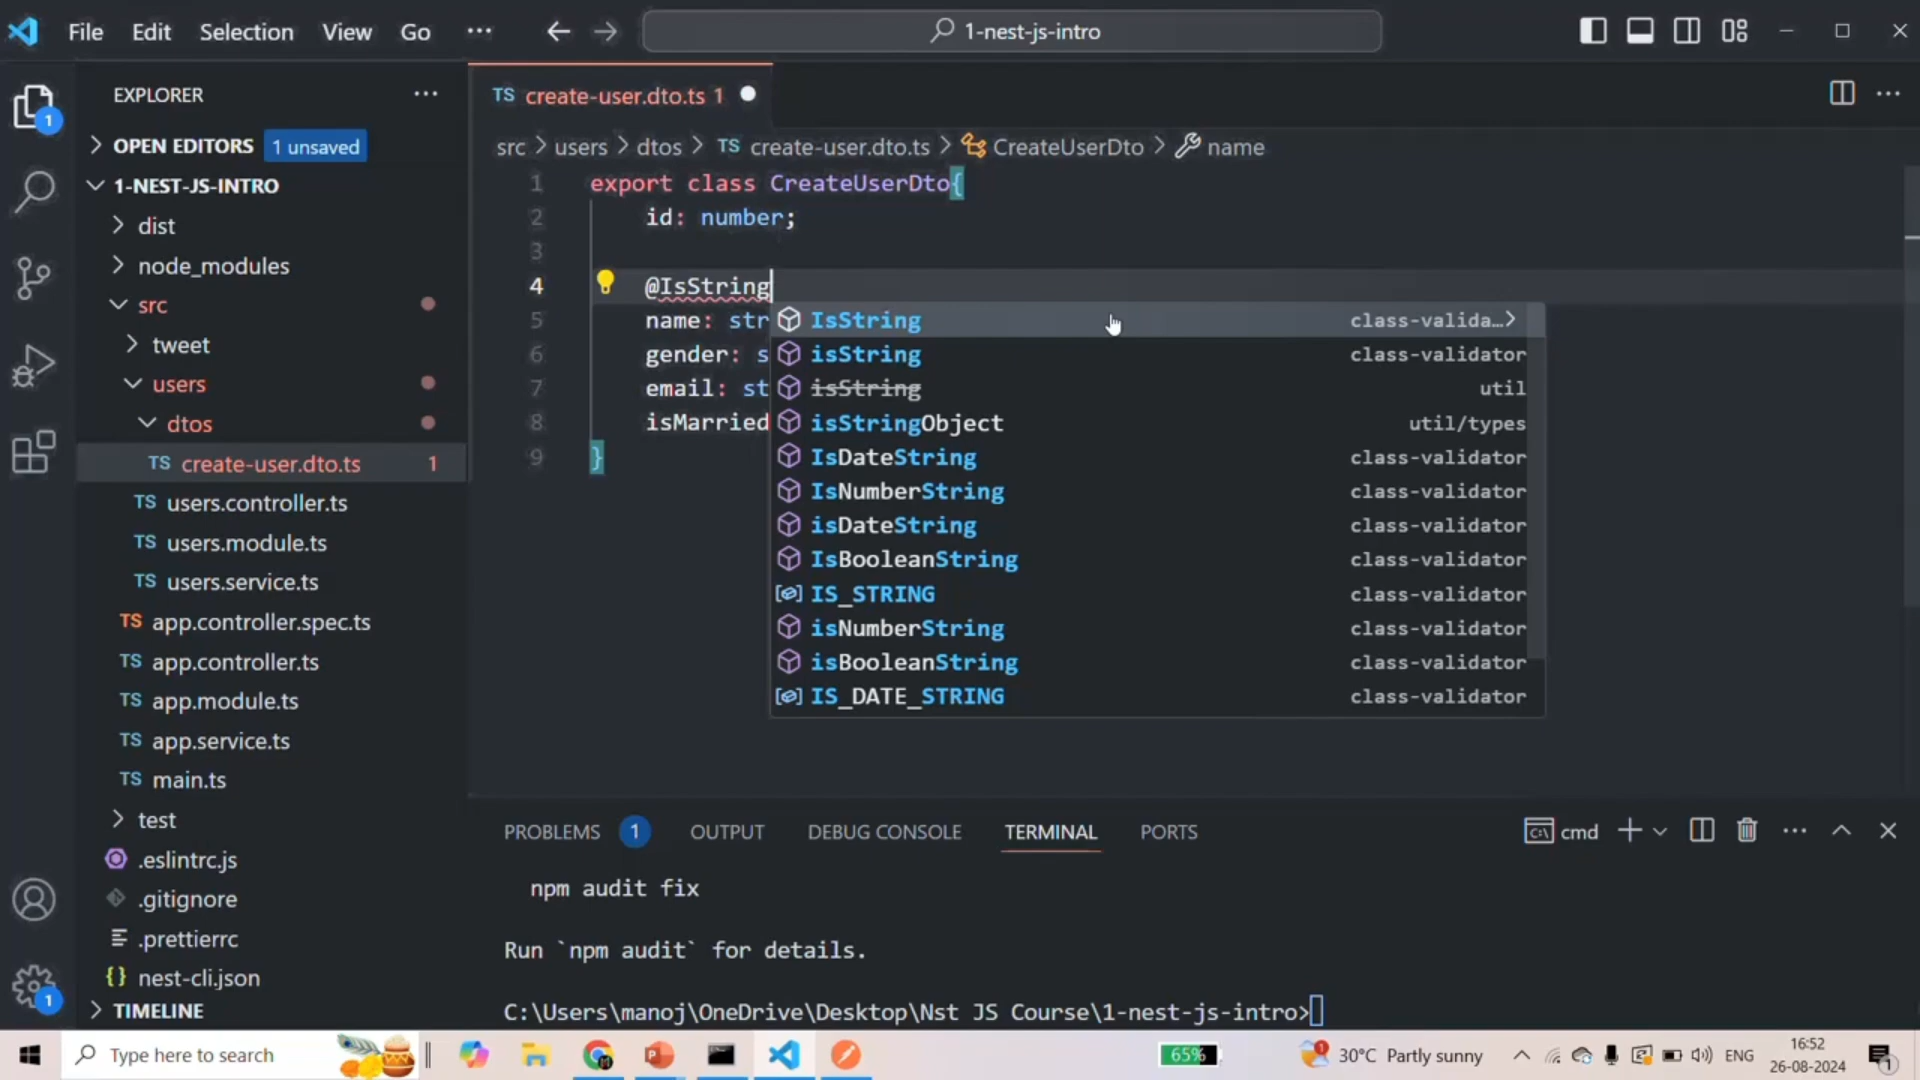 File Edit Selection View Go ··· 1-nest-js-intro
EXPLORER ···
OPEN EDITORS 1 unsaved
1-NEST-JS-INTRO
dist
node_modules
src
tweet
users
dtos
TS create-user.dto.ts 1
TS users.controller.ts
TS users.module.ts
TS users.service.ts
TS app.controller.spec.ts
TS app.controller.ts
TS app.module.ts
TS app.service.ts
TS main.ts
test
.eslintrc.js
.gitignore
.prettierrc
{} nest-cli.json
TIMELINE
1
1
TS create-user.dto.ts 1
src > users > dtos > TS create-user.dto.ts > CreateUserDto > name
1 export class CreateUserDto{
2 id: number;
3
4 @IsString
5 name: str
6 gender: s
7 email: st
8 isMarried
9 }
IsString class-valida…>
isString class-validator
isString util
isStringObject util/types
IsDateString class-validator
IsNumberString class-validator
isDateString class-validator
IsBooleanString class-validator
IS_STRING class-validator
isNumberString class-validator
isBooleanString class-validator
IS_DATE_STRING class-validator
PROBLEMS 1 OUTPUT DEBUG CONSOLE TERMINAL PORTS cmd
npm audit fix
Run `npm audit` for details.
C:\Users\manoj\OneDrive\Desktop\Nst JS Course\1-nest-js-intro>
Type here to search 65% 30°C Partly sunny ENG 16:52
26-08-2024